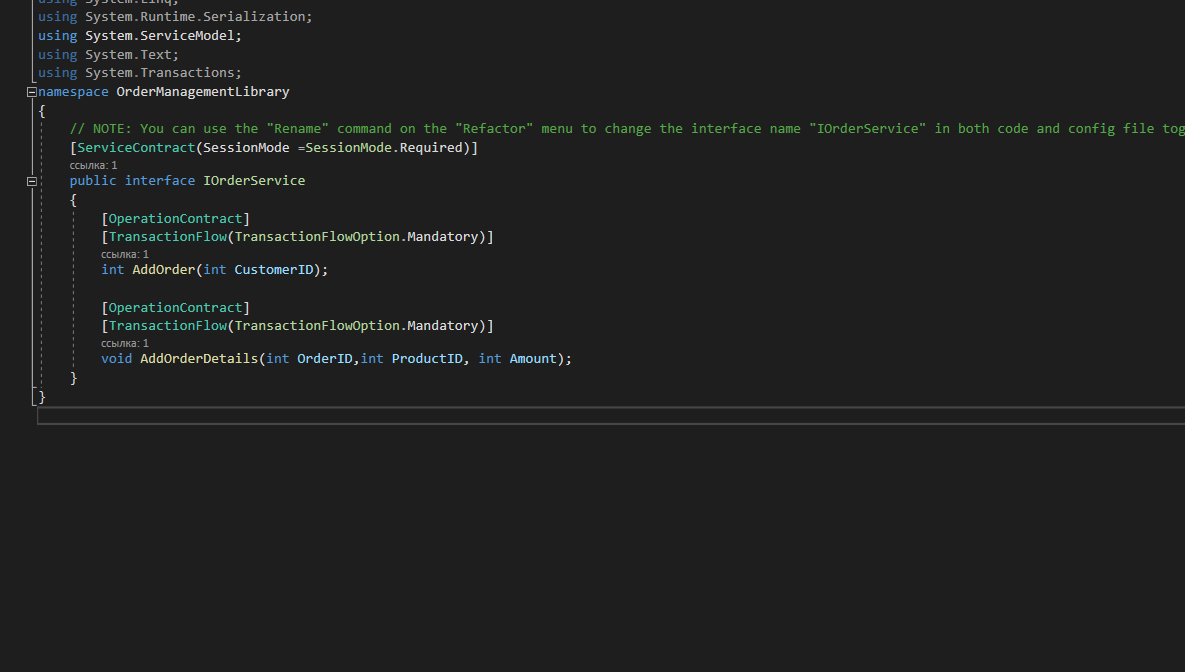 using System.Linq;
using System.Runtime.Serialization;
using System.ServiceModel;
using System.Text;
using System.Transactions;
namespace OrderManagementLibrary
{
// NOTE: You can use the "Rename" command on the "Refactor" menu to change the interface name "IOrderService" in both code and config file tog
[ServiceContract(SessionMode =SessionMode.Required)]
ссылка: 1
public interface IOrderService
{
[OperationContract]
[TransactionFlow(TransactionFlowOption.Mandatory)]
ссылка: 1
int AddOrder(int CustomerID);
[OperationContract]
[TransactionFlow(TransactionFlowOption.Mandatory)]
ссылка: 1
void AddOrderDetails(int OrderID,int ProductID, int Amount);
}
}